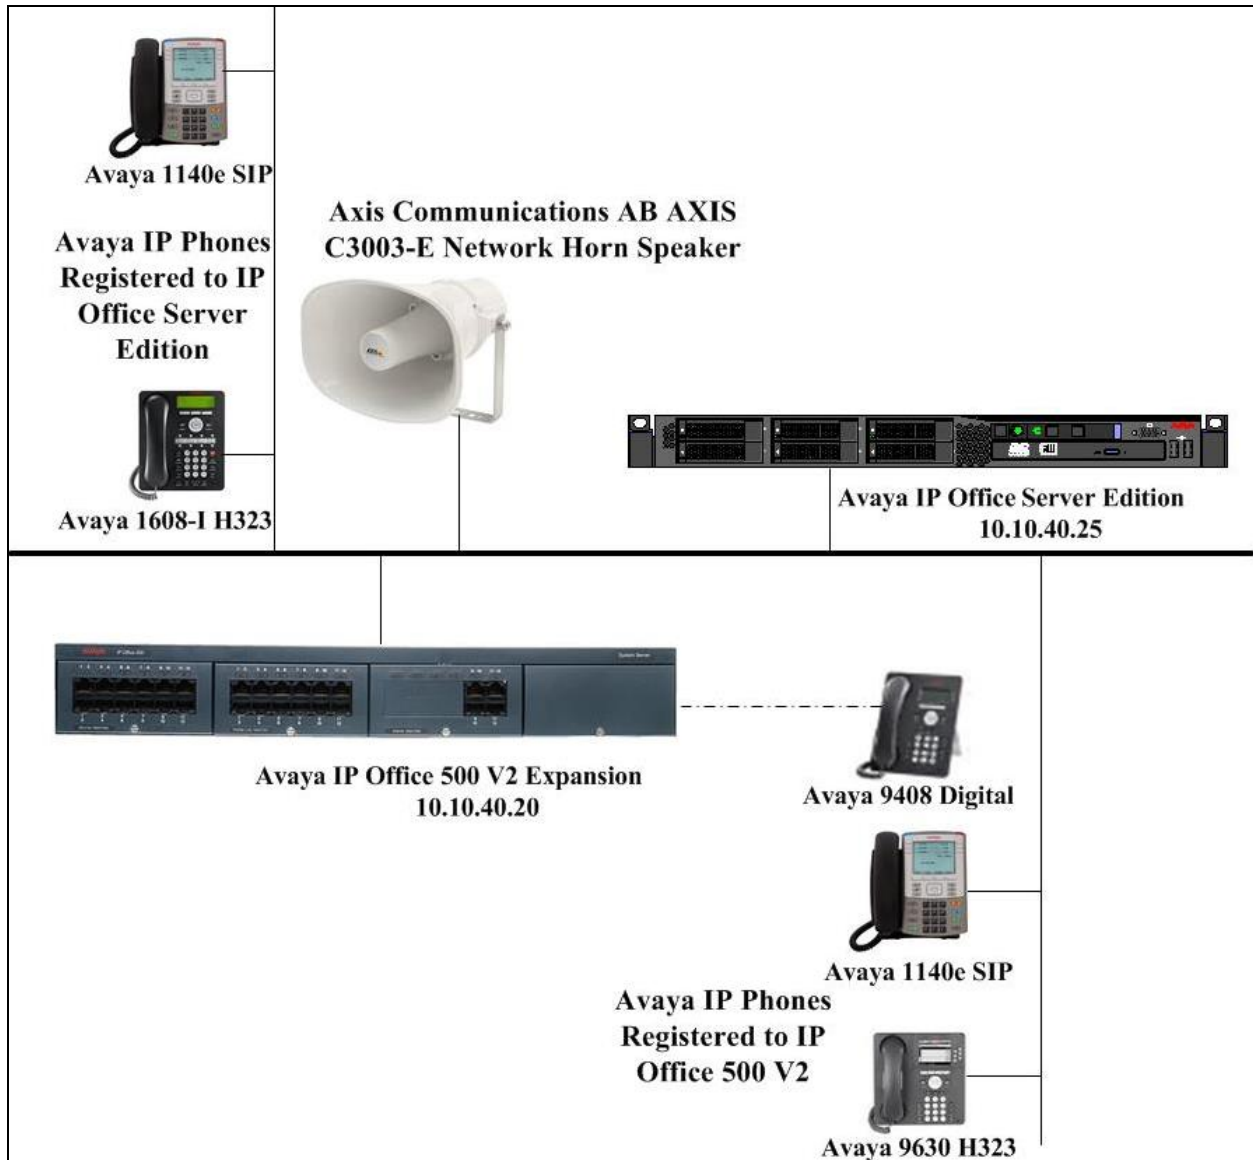 Avaya 1140e SIP
Avaya IP Phones
Registered to IP
Office Server
Edition
Avaya 1608-I H323
Axis Communications AB AXIS
C3003-E Network Horn Speaker
Avaya IP Office Server Edition
10.10.40.25
Avaya IP Office 500 V2 Expansion
10.10.40.20
Avaya 9408 Digital
Avaya 1140e SIP
Avaya IP Phones
Registered to IP
Office 500 V2
Avaya 9630 H323